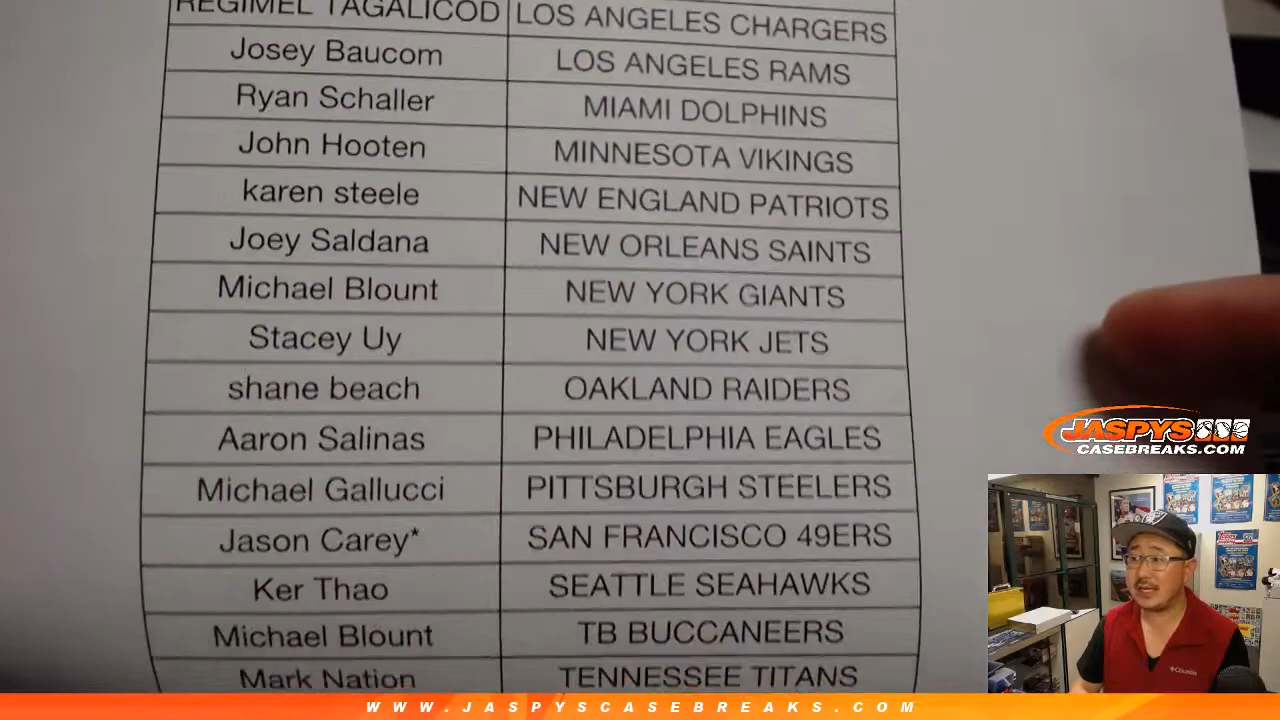 REGIMEL TAGALICOD LOS ANGELES CHARGERS
Josey Baucom LOS ANGELES RAMS
Ryan Schaller MIAMI DOLPHINS
John Hooten MINNESOTA VIKINGS
karen steele NEW ENGLAND PATRIOTS
Joey Saldana NEW ORLEANS SAINTS
Michael Blount NEW YORK GIANTS
Stacey Uy NEW YORK JETS
shane beach OAKLAND RAIDERS
Aaron Salinas PHILADELPHIA EAGLES
Michael Gallucci PITTSBURGH STEELERS
Jason Carey* SAN FRANCISCO 49ERS
Ker Thao SEATTLE SEAHAWKS
Michael Blount TB BUCCANEERS
Mark Nation TENNESSEE TITANS
JASPYS
CASEBREAKS.COM
Columbia
WWW.JASPYSCASEBREAKS.COM